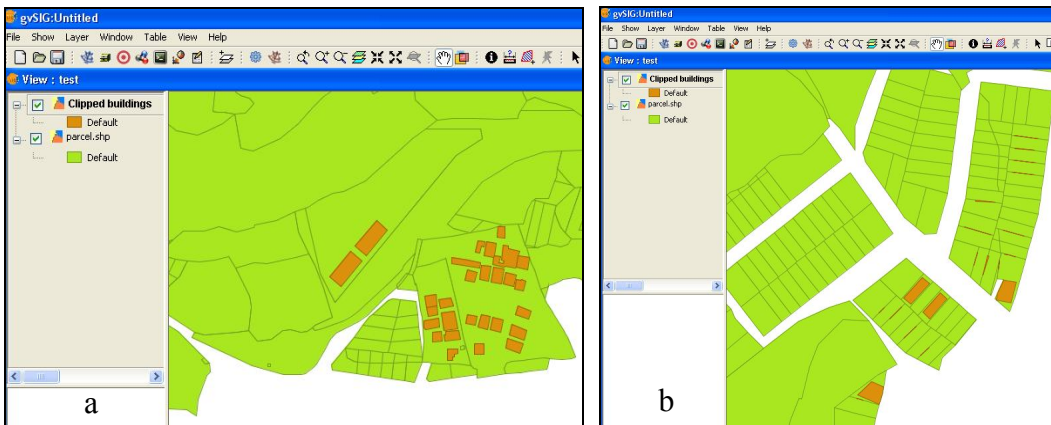 gvSIG:Untitled
File Show Layer Window Table View Help
View : test
Clipped buildings
Default
parcel.shp
Default
a
gvSIG:Untitled
File Show Layer Window Table View Help
View : test
Clipped buildings
Default
parcel.shp
Default
b